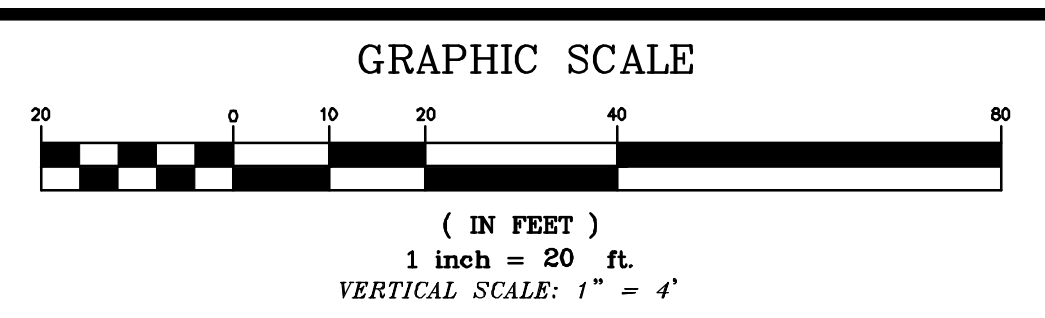 GRAPHIC SCALE
20 0 10 20 40 80
( IN FEET )
1 inch = 20 ft.
VERTICAL SCALE: 1" = 4'